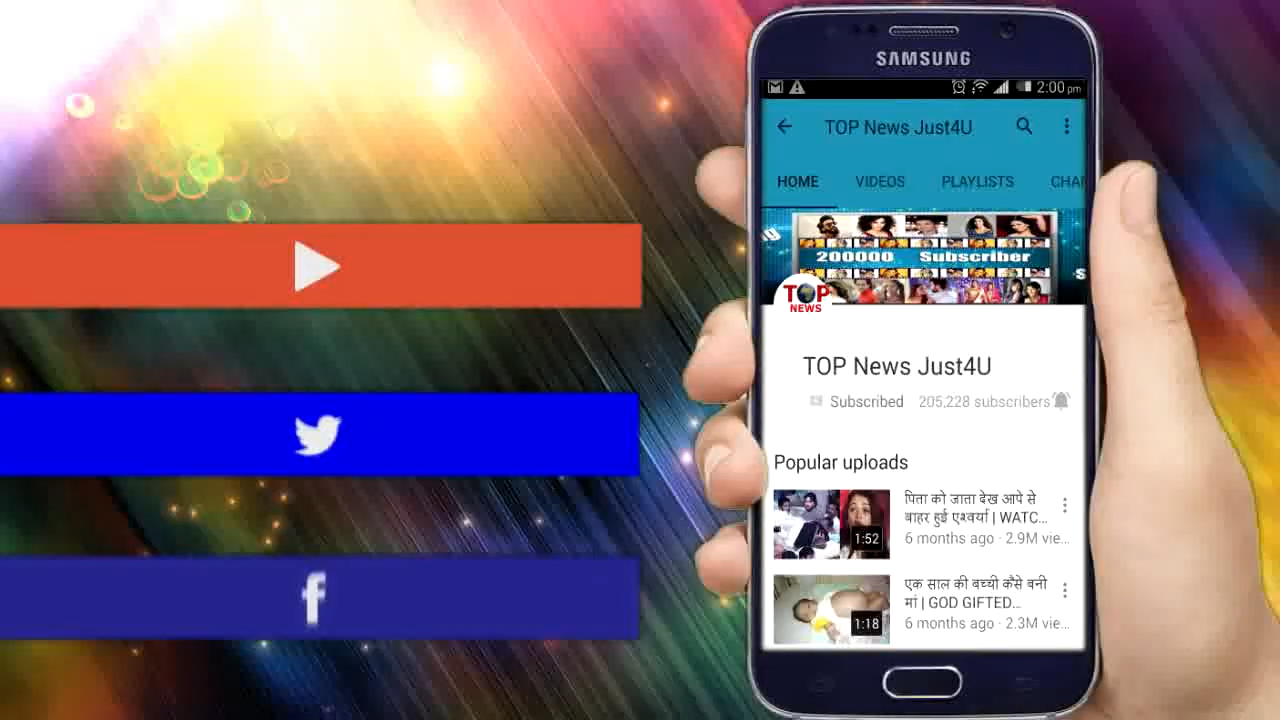 SAMSUNG
2:00 pm
TOP News Just4U
HOME VIDEOS PLAYLISTS CHA
200000 Subscriber
TOP
NEWS
TOP News Just4U
Subscribed 205,228 subscribers
Popular uploads
पिता को जाता देख आपे से
बाहर हुई एश्वर्या | WATC...
6 months ago · 2.9M vie...
1:52
एक साल की बच्ची कैसे बनी
मां | GOD GIFTED...
6 months ago · 2.3M vie...
1:18